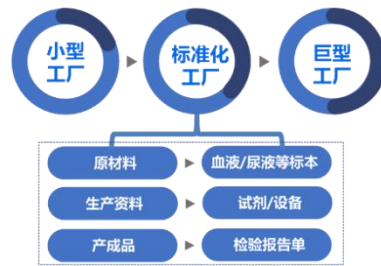 小型
工厂
标准化
工厂
巨型
工厂
原材料
血液/尿液等标本
生产资料
试剂/设备
产成品
检验报告单